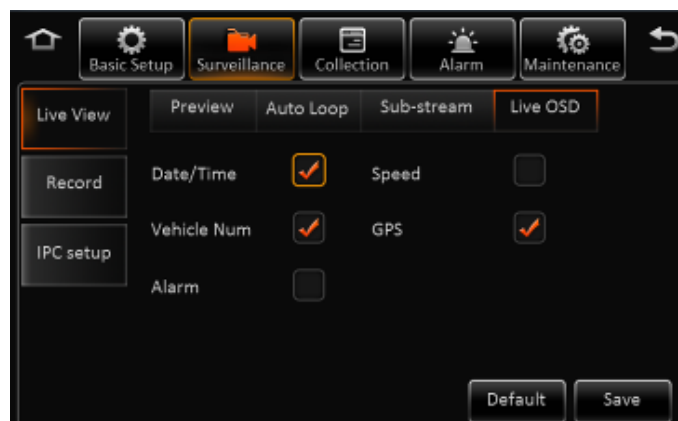 Basic Setup Surveillance Collection Alarm Maintenance
Live View Preview Auto Loop Sub-stream Live OSD
Date/Time Speed
Record
Vehicle Num GPS
IPC setup
Alarm
Default Save